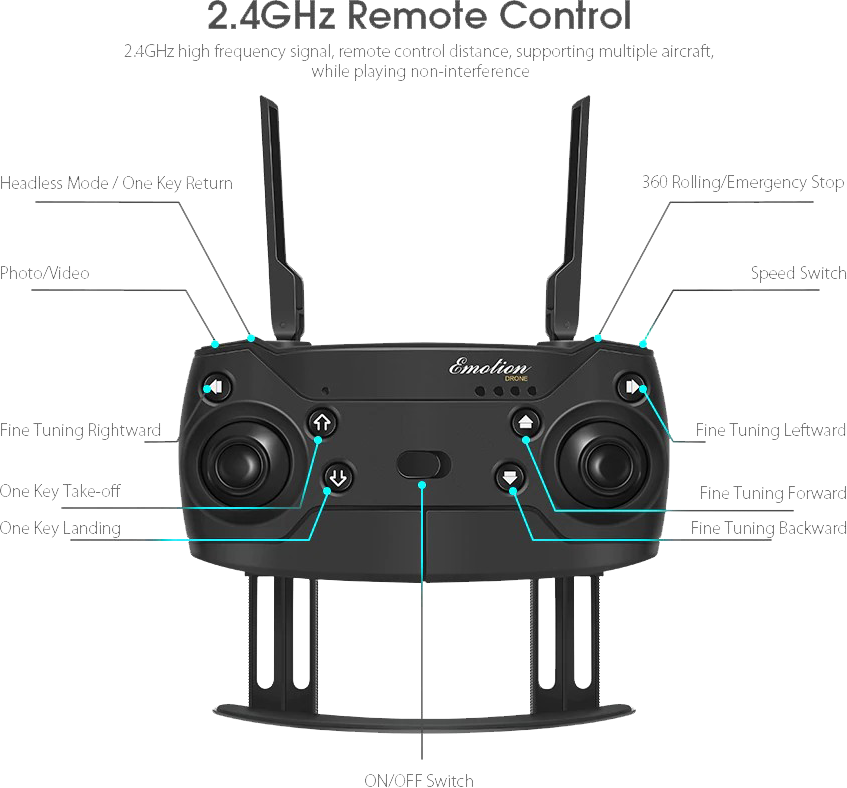 2.4GHz Remote Control
2.4GHz high frequency signal, remote control distance, supporting multiple aircraft,
while playing non-interference
Headless Mode / One Key Return
360 Rolling/Emergency Stop
Photo/Video
Speed Switch
Emotion
DRONE
Fine Tuning Rightward
Fine Tuning Leftward
One Key Take-off
Fine Tuning Forward
One Key Landing
Fine Tuning Backward
ON/OFF Switch